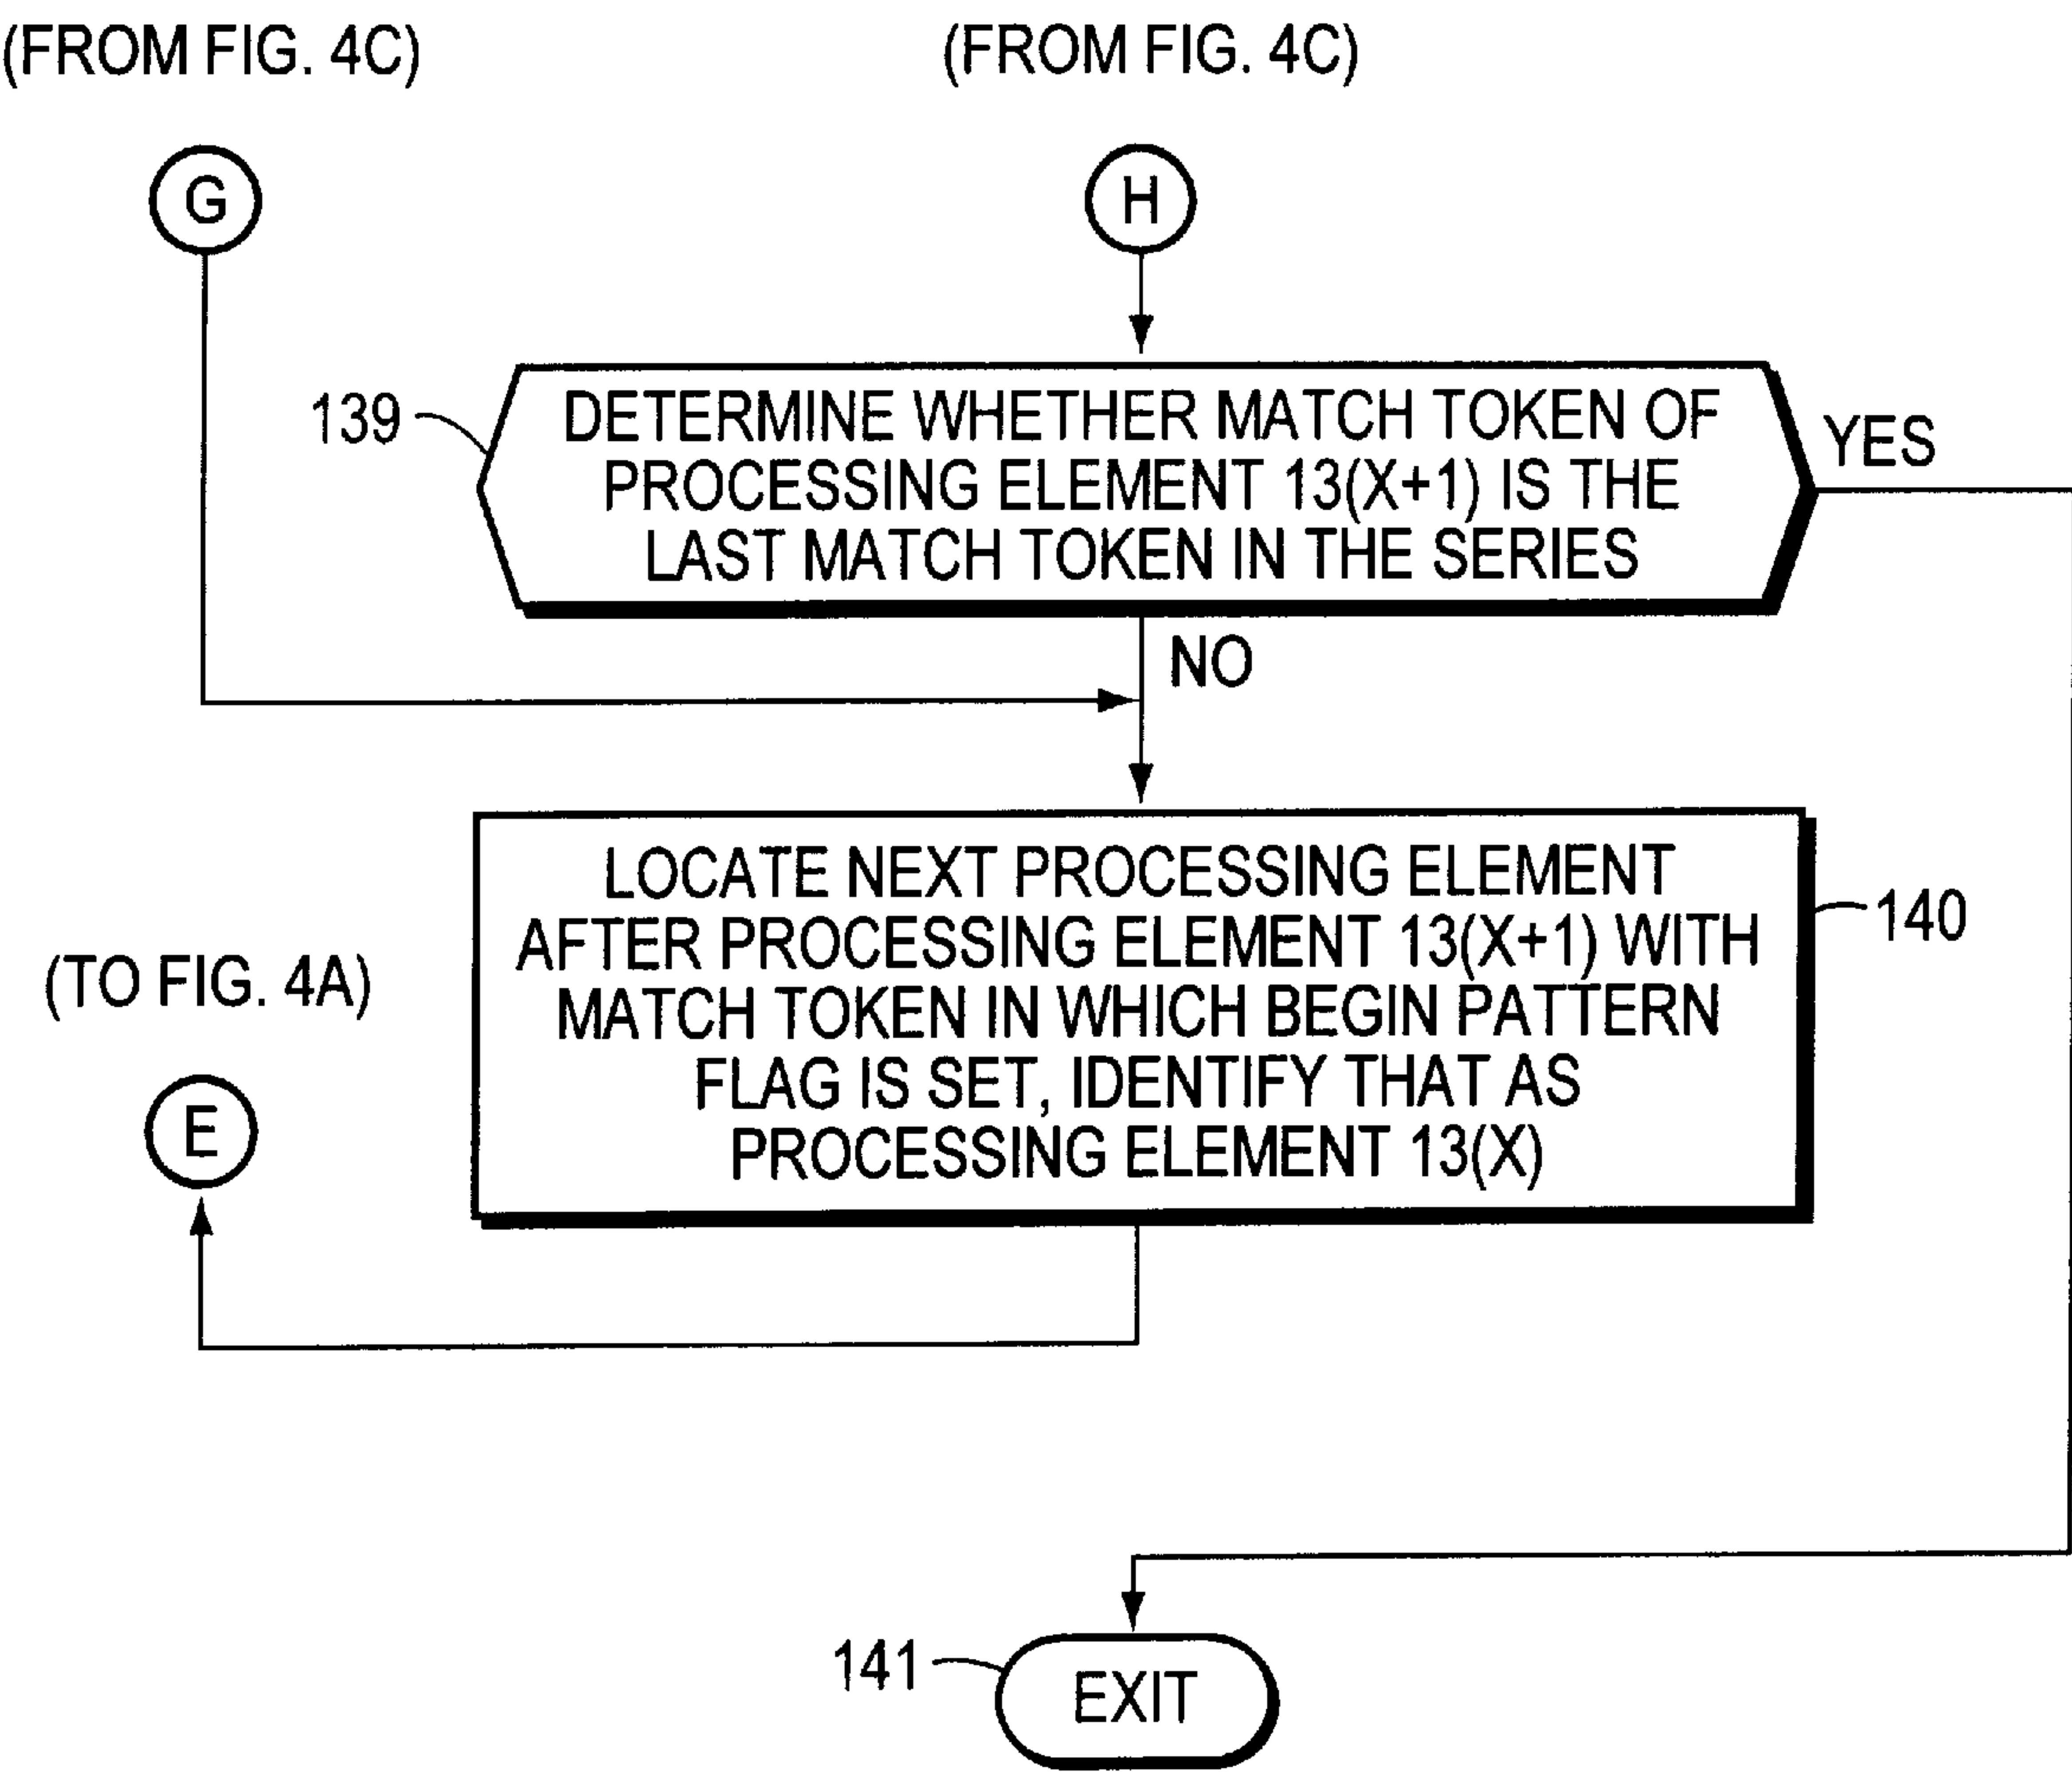 (FROM FIG. 4C)
(FROM FIG. 4C)
G
H
139
DETERMINE WHETHER MATCH TOKEN OF
PROCESSING ELEMENT 13(X+1) IS THE
LAST MATCH TOKEN IN THE SERIES
YES
NO
LOCATE NEXT PROCESSING ELEMENT
AFTER PROCESSING ELEMENT 13(X+1) WITH
MATCH TOKEN IN WHICH BEGIN PATTERN
FLAG IS SET, IDENTIFY THAT AS
PROCESSING ELEMENT 13(X)
140
(TO FIG. 4A)
E
141
EXIT